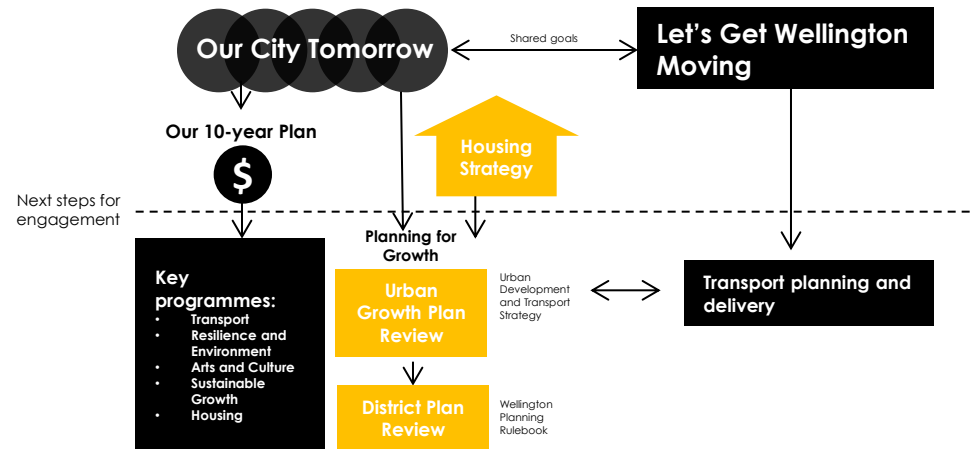 Our City Tomorrow
Shared goals
Let's Get Wellington
Moving
Our 10-year Plan
$
Housing
Strategy
Next steps for
engagement
Planning for
Growth
Key
programmes:
• Transport
• Resilience and
Environment
• Arts and Culture
• Sustainable
Growth
• Housing
Urban
Growth Plan
Review
Urban
Development
and Transport
Strategy
Transport planning and
delivery
District Plan
Review
Wellington
Planning
Rulebook